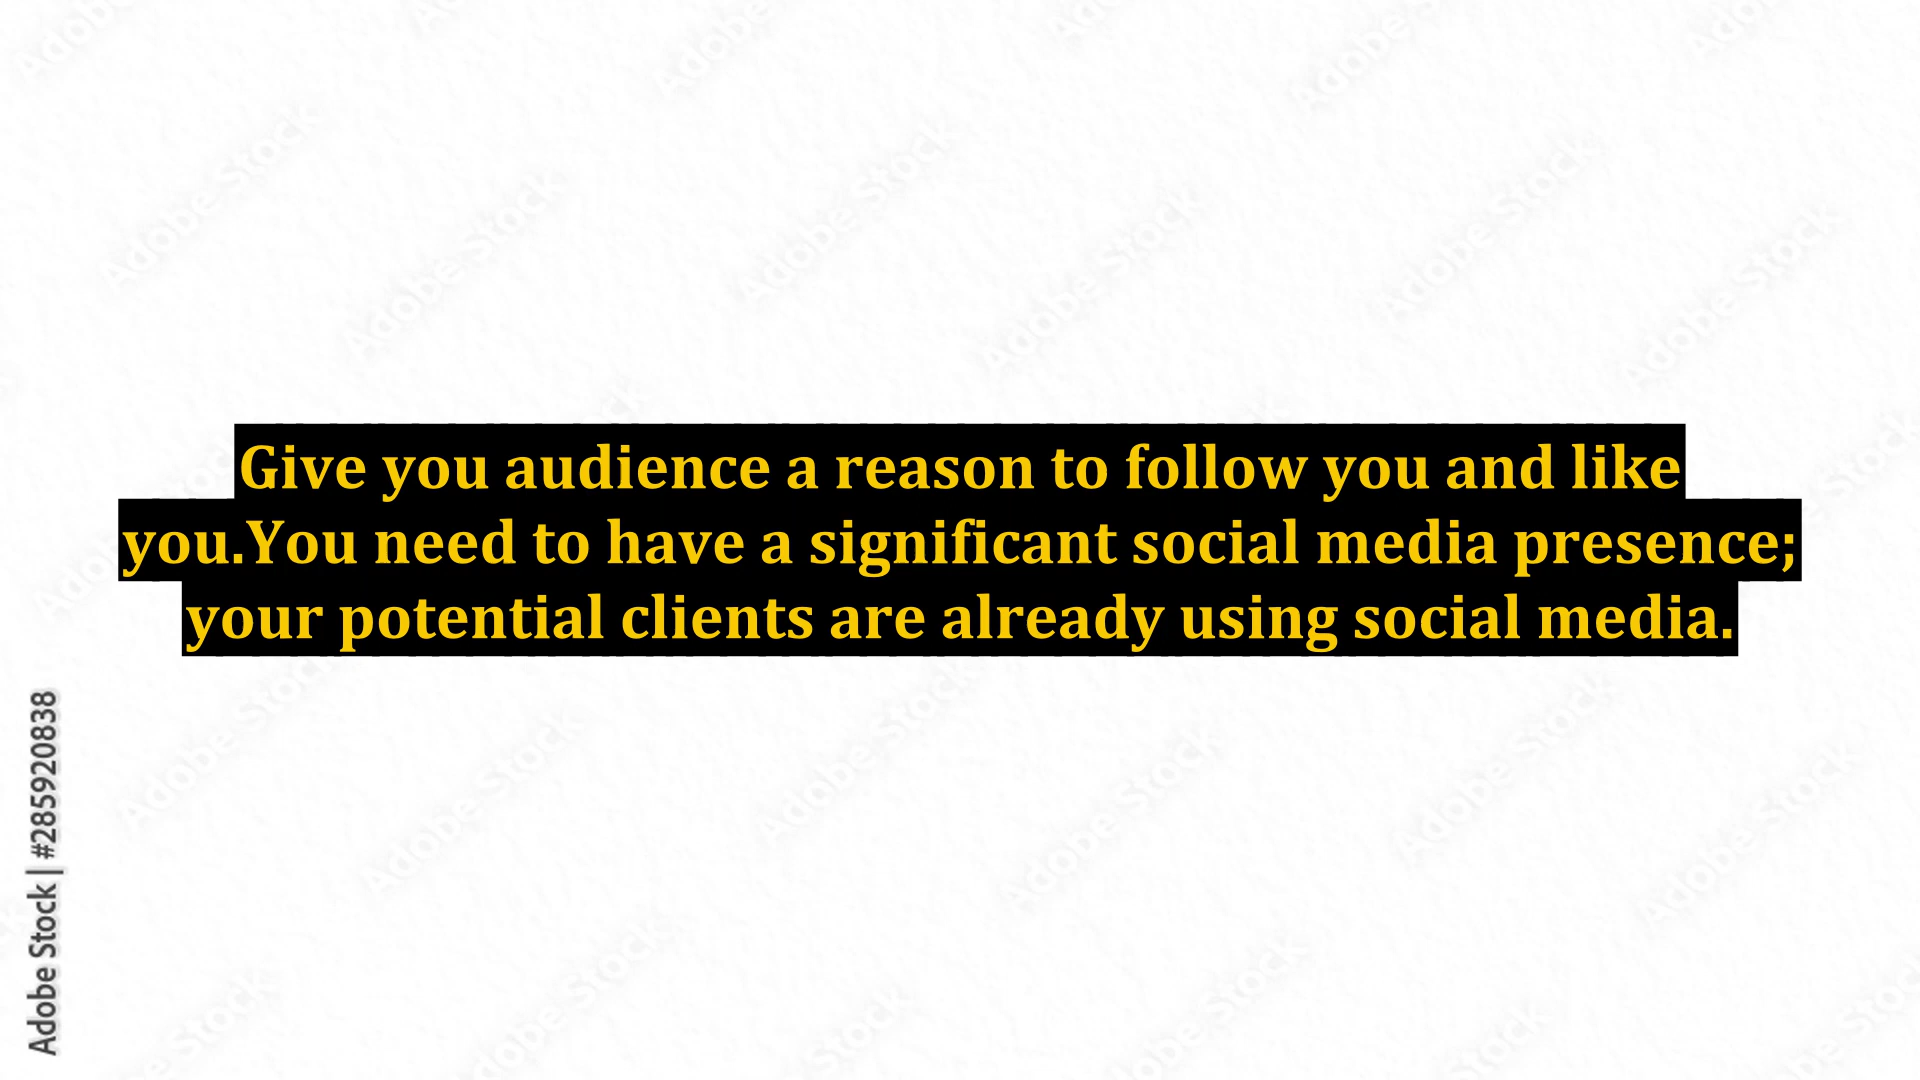 Give you audience a reason to follow you and like
you.You need to have a significant social media presence;
your potential clients are already using social media.
Adobe Stock | #285920838